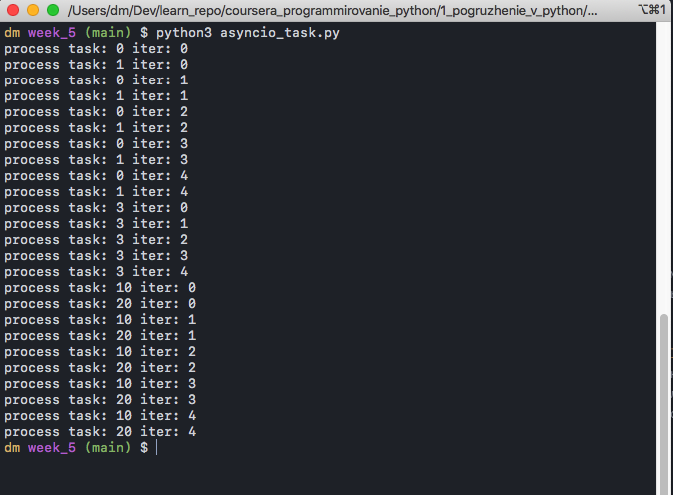 /Users/dm/Dev/learn_repo/coursera_programmirovanie_python/1_pogruzhenie_v_python/... ⌥⌘1
dm week_5 (main) $ python3 asyncio_task.py
process task: 0 iter: 0
process task: 1 iter: 0
process task: 0 iter: 1
process task: 1 iter: 1
process task: 0 iter: 2
process task: 1 iter: 2
process task: 0 iter: 3
process task: 1 iter: 3
process task: 0 iter: 4
process task: 1 iter: 4
process task: 3 iter: 0
process task: 3 iter: 1
process task: 3 iter: 2
process task: 3 iter: 3
process task: 3 iter: 4
process task: 10 iter: 0
process task: 20 iter: 0
process task: 10 iter: 1
process task: 20 iter: 1
process task: 10 iter: 2
process task: 20 iter: 2
process task: 10 iter: 3
process task: 20 iter: 3
process task: 10 iter: 4
process task: 20 iter: 4
dm week_5 (main) $